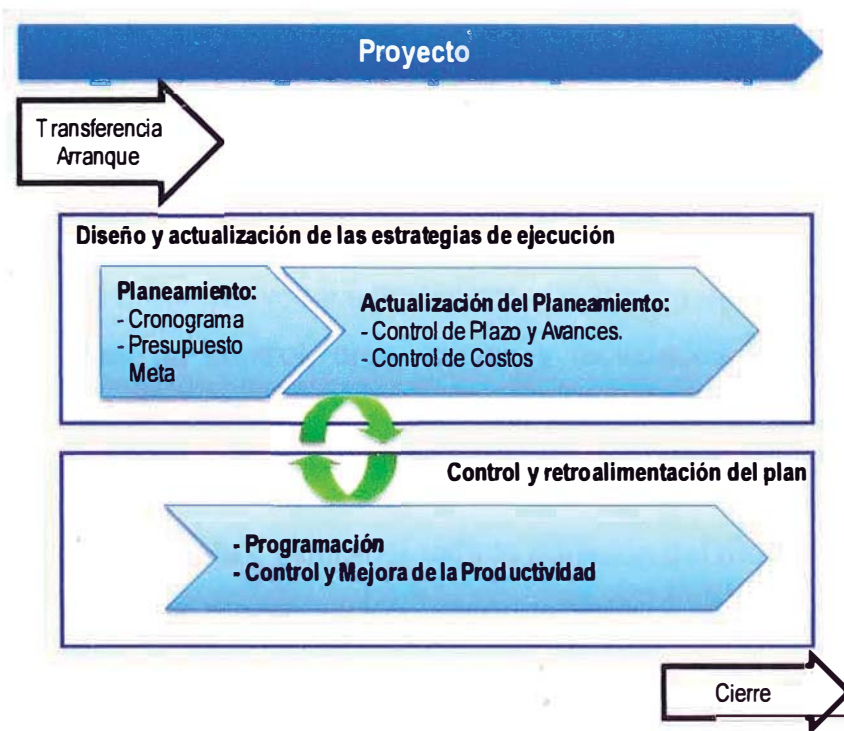 Proyecto
Transferencia
Arranque
Diseño y actualización de las estrategias de ejecución
Planeamiento:
- Cronograma
- Presupuesto
Meta
Actualización del Planeamiento:
- Control de Plazo y Avances.
- Control de Costos
Control y retroalimentación del plan
- Programación
- Control y Mejora de la Productividad
Cierre